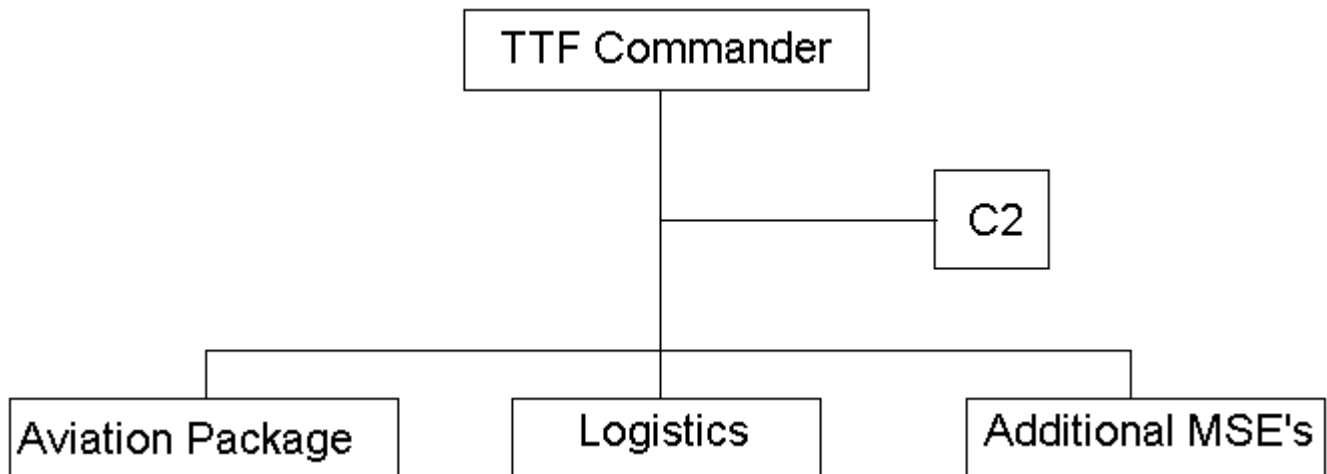 TTF Commander
C2
Aviation Package
Logistics
Additional MSE's